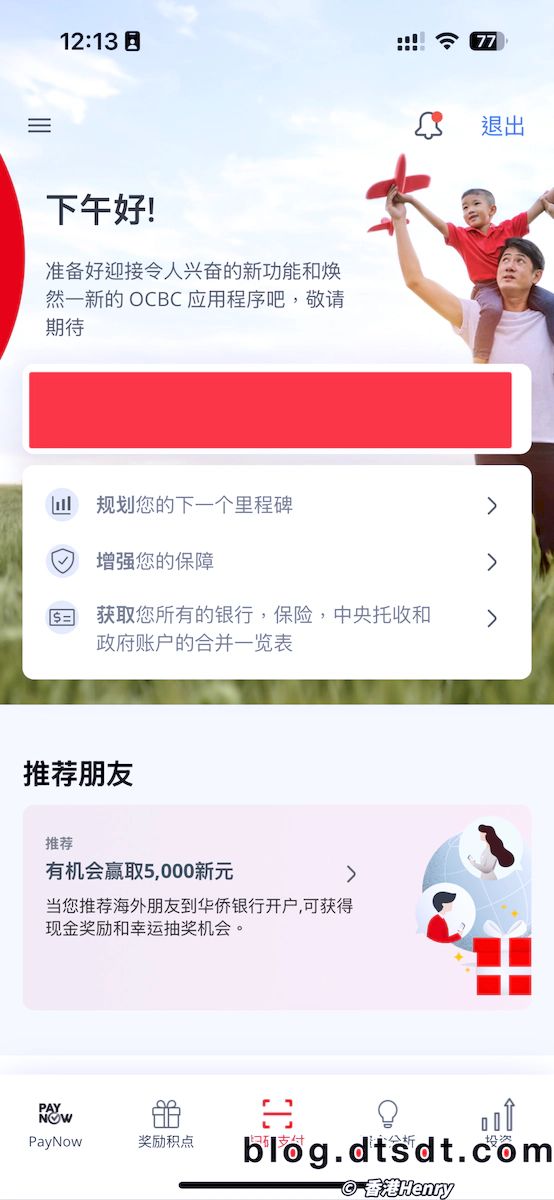 12:13
77
退出
下午好!
准备好迎接令人兴奋的新功能和焕
然一新的 OCBC 应用程序吧，敬请
期待
规划您的下一个里程碑
增强您的保障
获取您所有的银行，保险，中央托收和
政府账户的合并一览表
推荐朋友
推荐
有机会赢取5,000新元
当您推荐海外朋友到华侨银行开户,可获得
现金奖励和幸运抽奖机会。
PAY
NOW
PayNow
奖励积点
扫码支付
分析
投资
blog.dtsdt.com
© 香港Henry